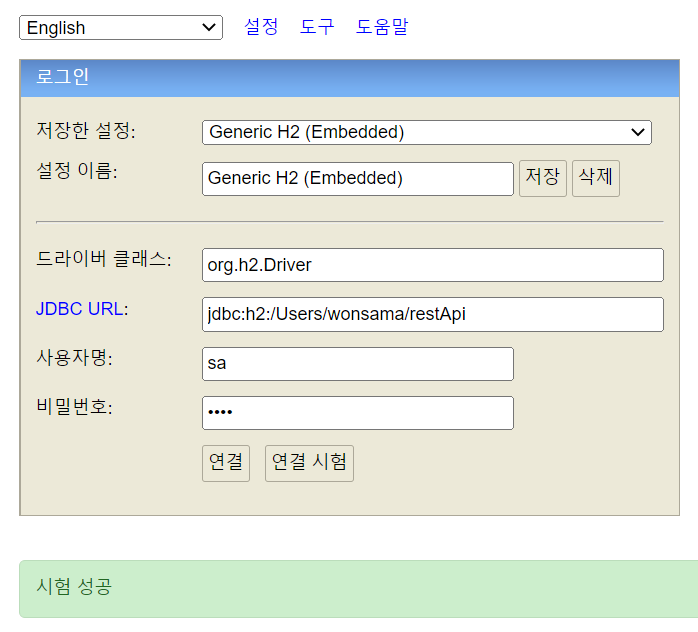 English 설정 도구 도움말
로그인
저장한 설정: Generic H2 (Embedded)
설정 이름: Generic H2 (Embedded) 저장 삭제
드라이버 클래스: org.h2.Driver
JDBC URL: jdbc:h2:/Users/wonsama/restApi
사용자명: sa
비밀번호: ••••
연결 연결 시험
시험 성공